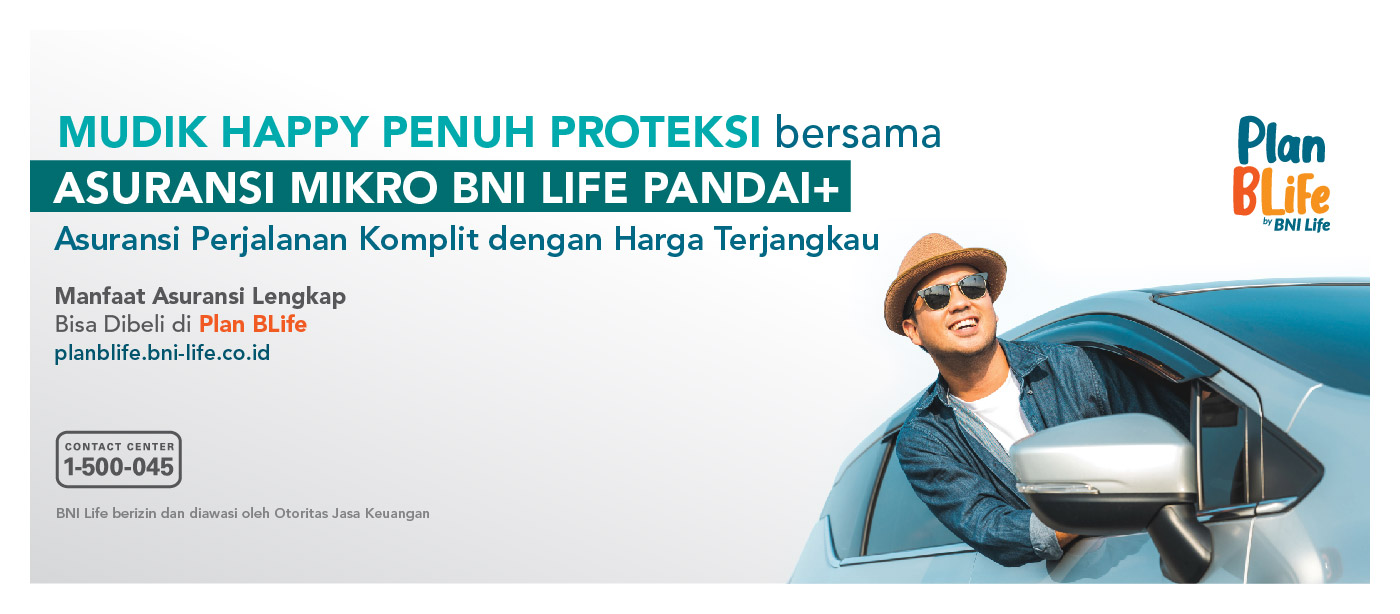 MUDIK HAPPY PENUH PROTEKSI bersama
ASURANSI MIKRO BNI LIFE PANDAI+
Asuransi Perjalanan Komplit dengan Harga Terjangkau
Manfaat Asuransi Lengkap
Bisa Dibeli di Plan BLife
planblife.bni-life.co.id
CONTACT CENTER
1-500-045
BNI Life berizin dan diawasi oleh Otoritas Jasa Keuangan
Plan
BLiFe
by BNI Life